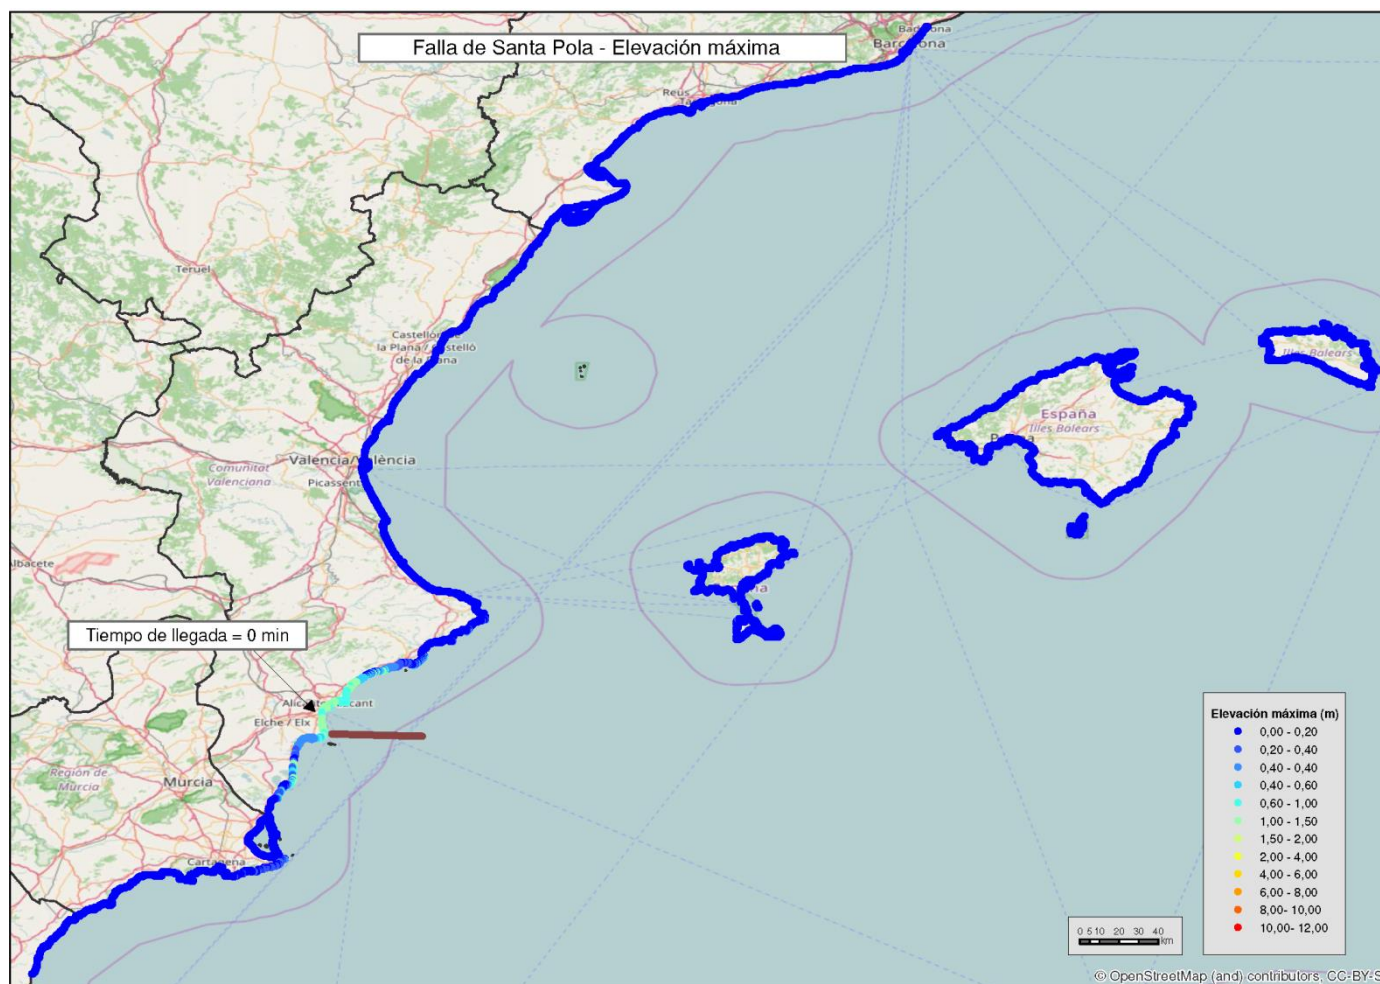 Barcelona
Falla de Santa Pola - Elevación máxima
Barcelona
Reus
Teruel
la Plana / Castelló
de la Plana
Illes Balears
España
Illes Balears
Valencia/València
Comunitat
Valenciana
Picassent
Albacete
Tiempo de llegada = 0 min
Elche / Elx
Región de
Murcia
Murcia
Cartagena
Elevación máxima (m)
0,00 - 0,20
0,20 - 0,40
0,40 - 0,40
0,40 - 0,60
0,60 - 1,00
1,00 - 1,50
1,50 - 2,00
2,00 - 4,00
4,00 - 6,00
6,00 - 8,00
8,00- 10,00
10,00- 12,00
0 5 10 20 30 40
km
© OpenStreetMap (and) contributors, CC-BY-S